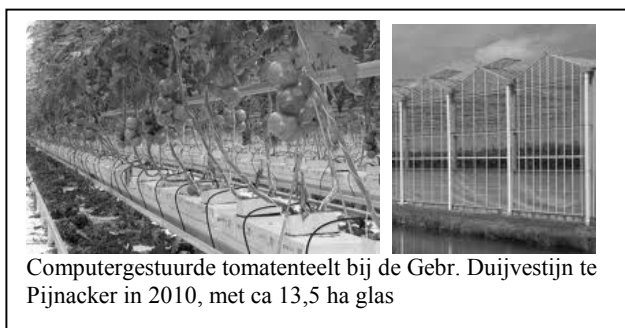 Computergestuurde tomatenteelt bij de Gebr. Duijvestijn te
Pijnacker in 2010, met ca 13,5 ha glas